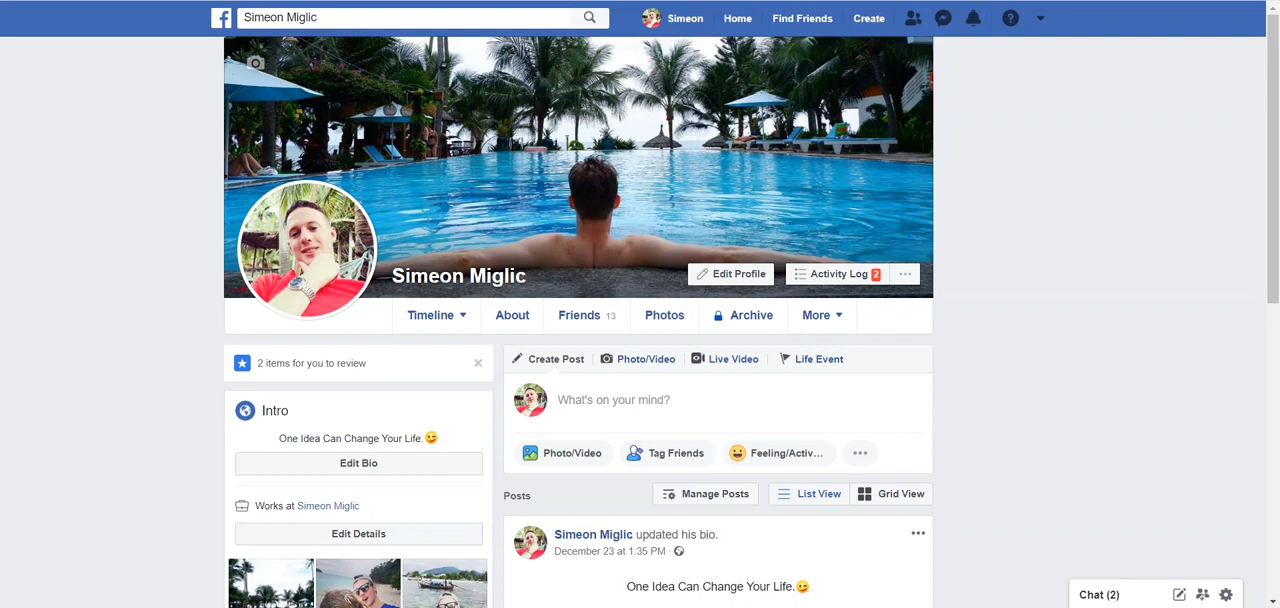 f Simeon Miglic Simeon Home Find Friends Create
Simeon Miglic
Edit Profile Activity Log 2
Timeline About Friends 13 Photos Archive More
2 items for you to review
Intro
One Idea Can Change Your Life.😉
Edit Bio
Works at Simeon Miglic
Edit Details
Create Post Photo/Video Live Video Life Event
What's on your mind?
Photo/Video Tag Friends Feeling/Activ...
Posts Manage Posts List View Grid View
Simeon Miglic updated his bio.
December 23 at 1:35 PM ·
One Idea Can Change Your Life.😉
Chat (2)